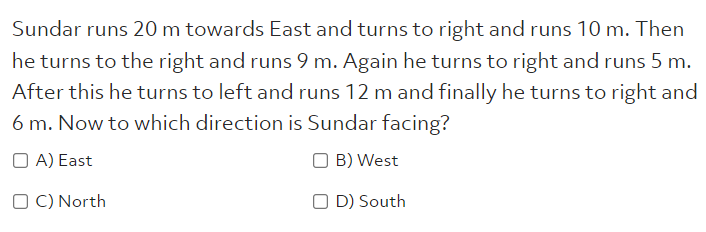 Sundar runs 20 m towards East and turns to right and runs 10 m. Then
he turns to the right and runs 9 m. Again he turns to right and runs 5 m.
After this he turns to left and runs 12 m and finally he turns to right and
6 m. Now to which direction is Sundar facing?
A) East B) West
C) North D) South